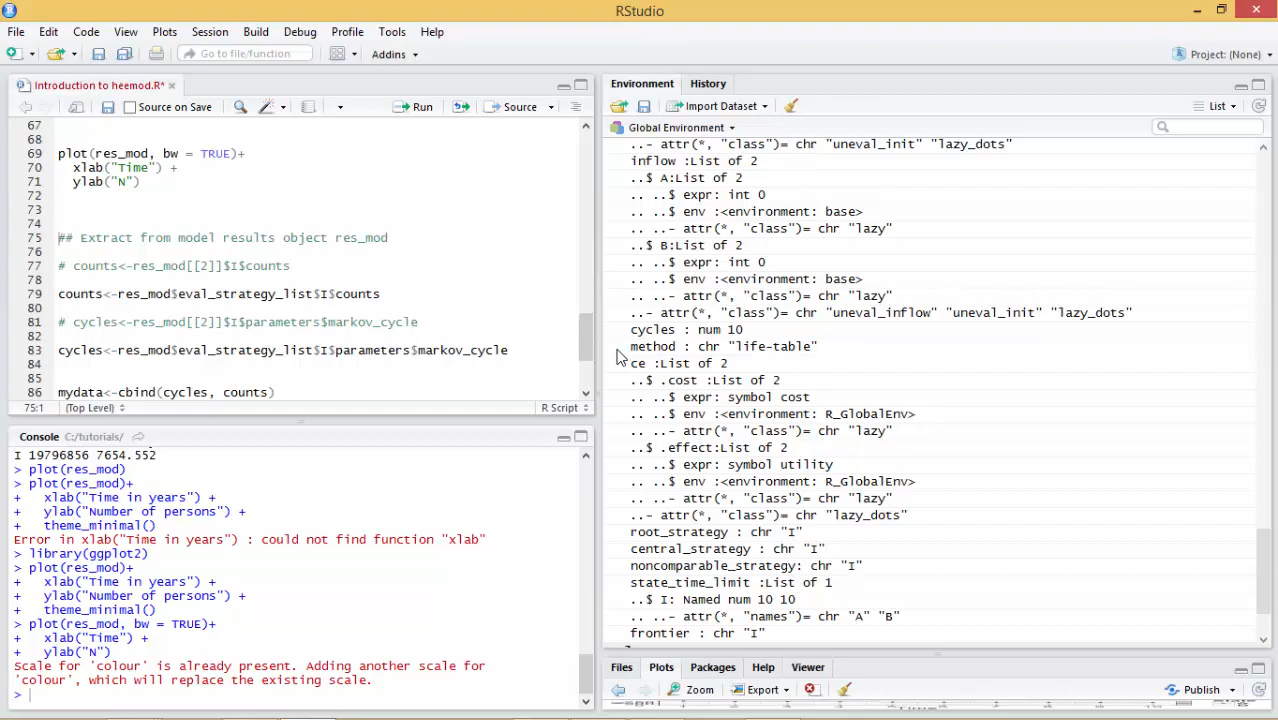 RStudio
File Edit Code View Plots Session Build Debug Profile Tools Help
Go to file/function Addins Project: (None)
Introduction to heemod.R*
Source on Save Run Source
67
68
69 plot(res_mod, bw = TRUE)+
70 xlab("Time") +
71 ylab("N")
72
73
74
75 ## Extract from model results object res_mod
76
77 # counts<-res_mod[[2]]$I$counts
78
79 counts<-res_mod$eval_strategy_list$I$counts
80
81 # cycles<-res_mod[[2]]$I$parameters$markov_cycle
82
83 cycles<-res_mod$eval_strategy_list$I$parameters$markov_cycle
84
85
86 mydata<-cbind(cycles, counts)
75:1 (Top Level) R Script
Console C:/tutorials/
I 19796856 7654.552
> plot(res_mod)
> plot(res_mod)+
+ xlab("Time in years") +
+ ylab("Number of persons") +
+ theme_minimal()
Error in xlab("Time in years") : could not find function "xlab"
> library(ggplot2)
> plot(res_mod)+
+ xlab("Time in years") +
+ ylab("Number of persons") +
+ theme_minimal()
> plot(res_mod, bw = TRUE)+
+ xlab("Time") +
+ ylab("N")
Scale for 'colour' is already present. Adding another scale for
'colour', which will replace the existing scale.
>
Environment History
Import Dataset List
Global Environment
..- attr(*, "class")= chr "uneval_init" "lazy_dots"
inflow :List of 2
..$ A:List of 2
.. ..$ expr: int 0
.. ..$ env :<environment: base>
.. ..- attr(*, "class")= chr "lazy"
..$ B:List of 2
.. ..$ expr: int 0
.. ..$ env :<environment: base>
.. ..- attr(*, "class")= chr "lazy"
..- attr(*, "class")= chr "uneval_inflow" "uneval_init" "lazy_dots"
cycles : num 10
method : chr "life-table"
ce :List of 2
..$ .cost :List of 2
.. ..$ expr: symbol cost
.. ..$ env :<environment: R_GlobalEnv>
.. ..- attr(*, "class")= chr "lazy"
..$ .effect:List of 2
.. ..$ expr: symbol utility
.. ..$ env :<environment: R_GlobalEnv>
.. ..- attr(*, "class")= chr "lazy"
..- attr(*, "class")= chr "lazy_dots"
root_strategy : chr "I"
central_strategy : chr "I"
noncomparable_strategy: chr "I"
state_time_limit :List of 1
..$ I: Named num 10 10
.. ..- attr(*, "names")= chr "A" "B"
frontier : chr "I"
Files Plots Packages Help Viewer
Zoom Export Publish